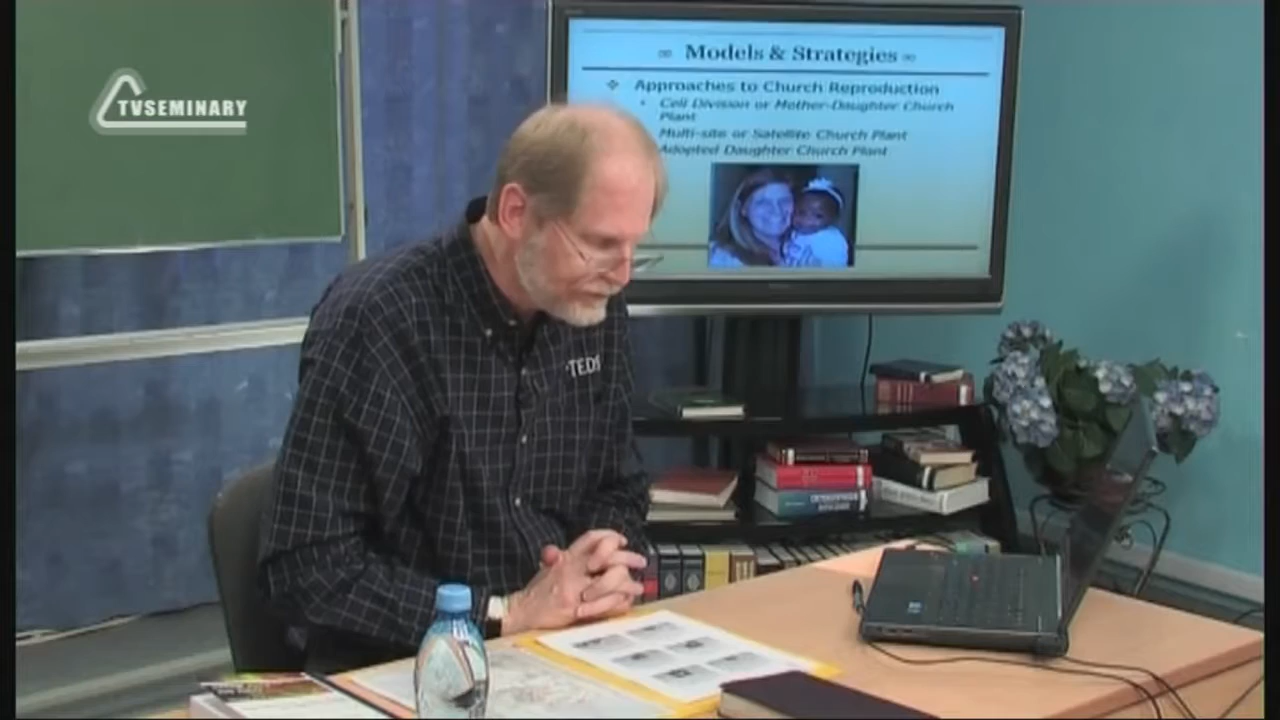 TVSEMINARY
Models & Strategies
Approaches to Church Reproduction
Cell Division or Mother-Daughter Church
Plant
Multi-site or Satellite Church Plant
Adopted Daughter Church Plant
TEDS